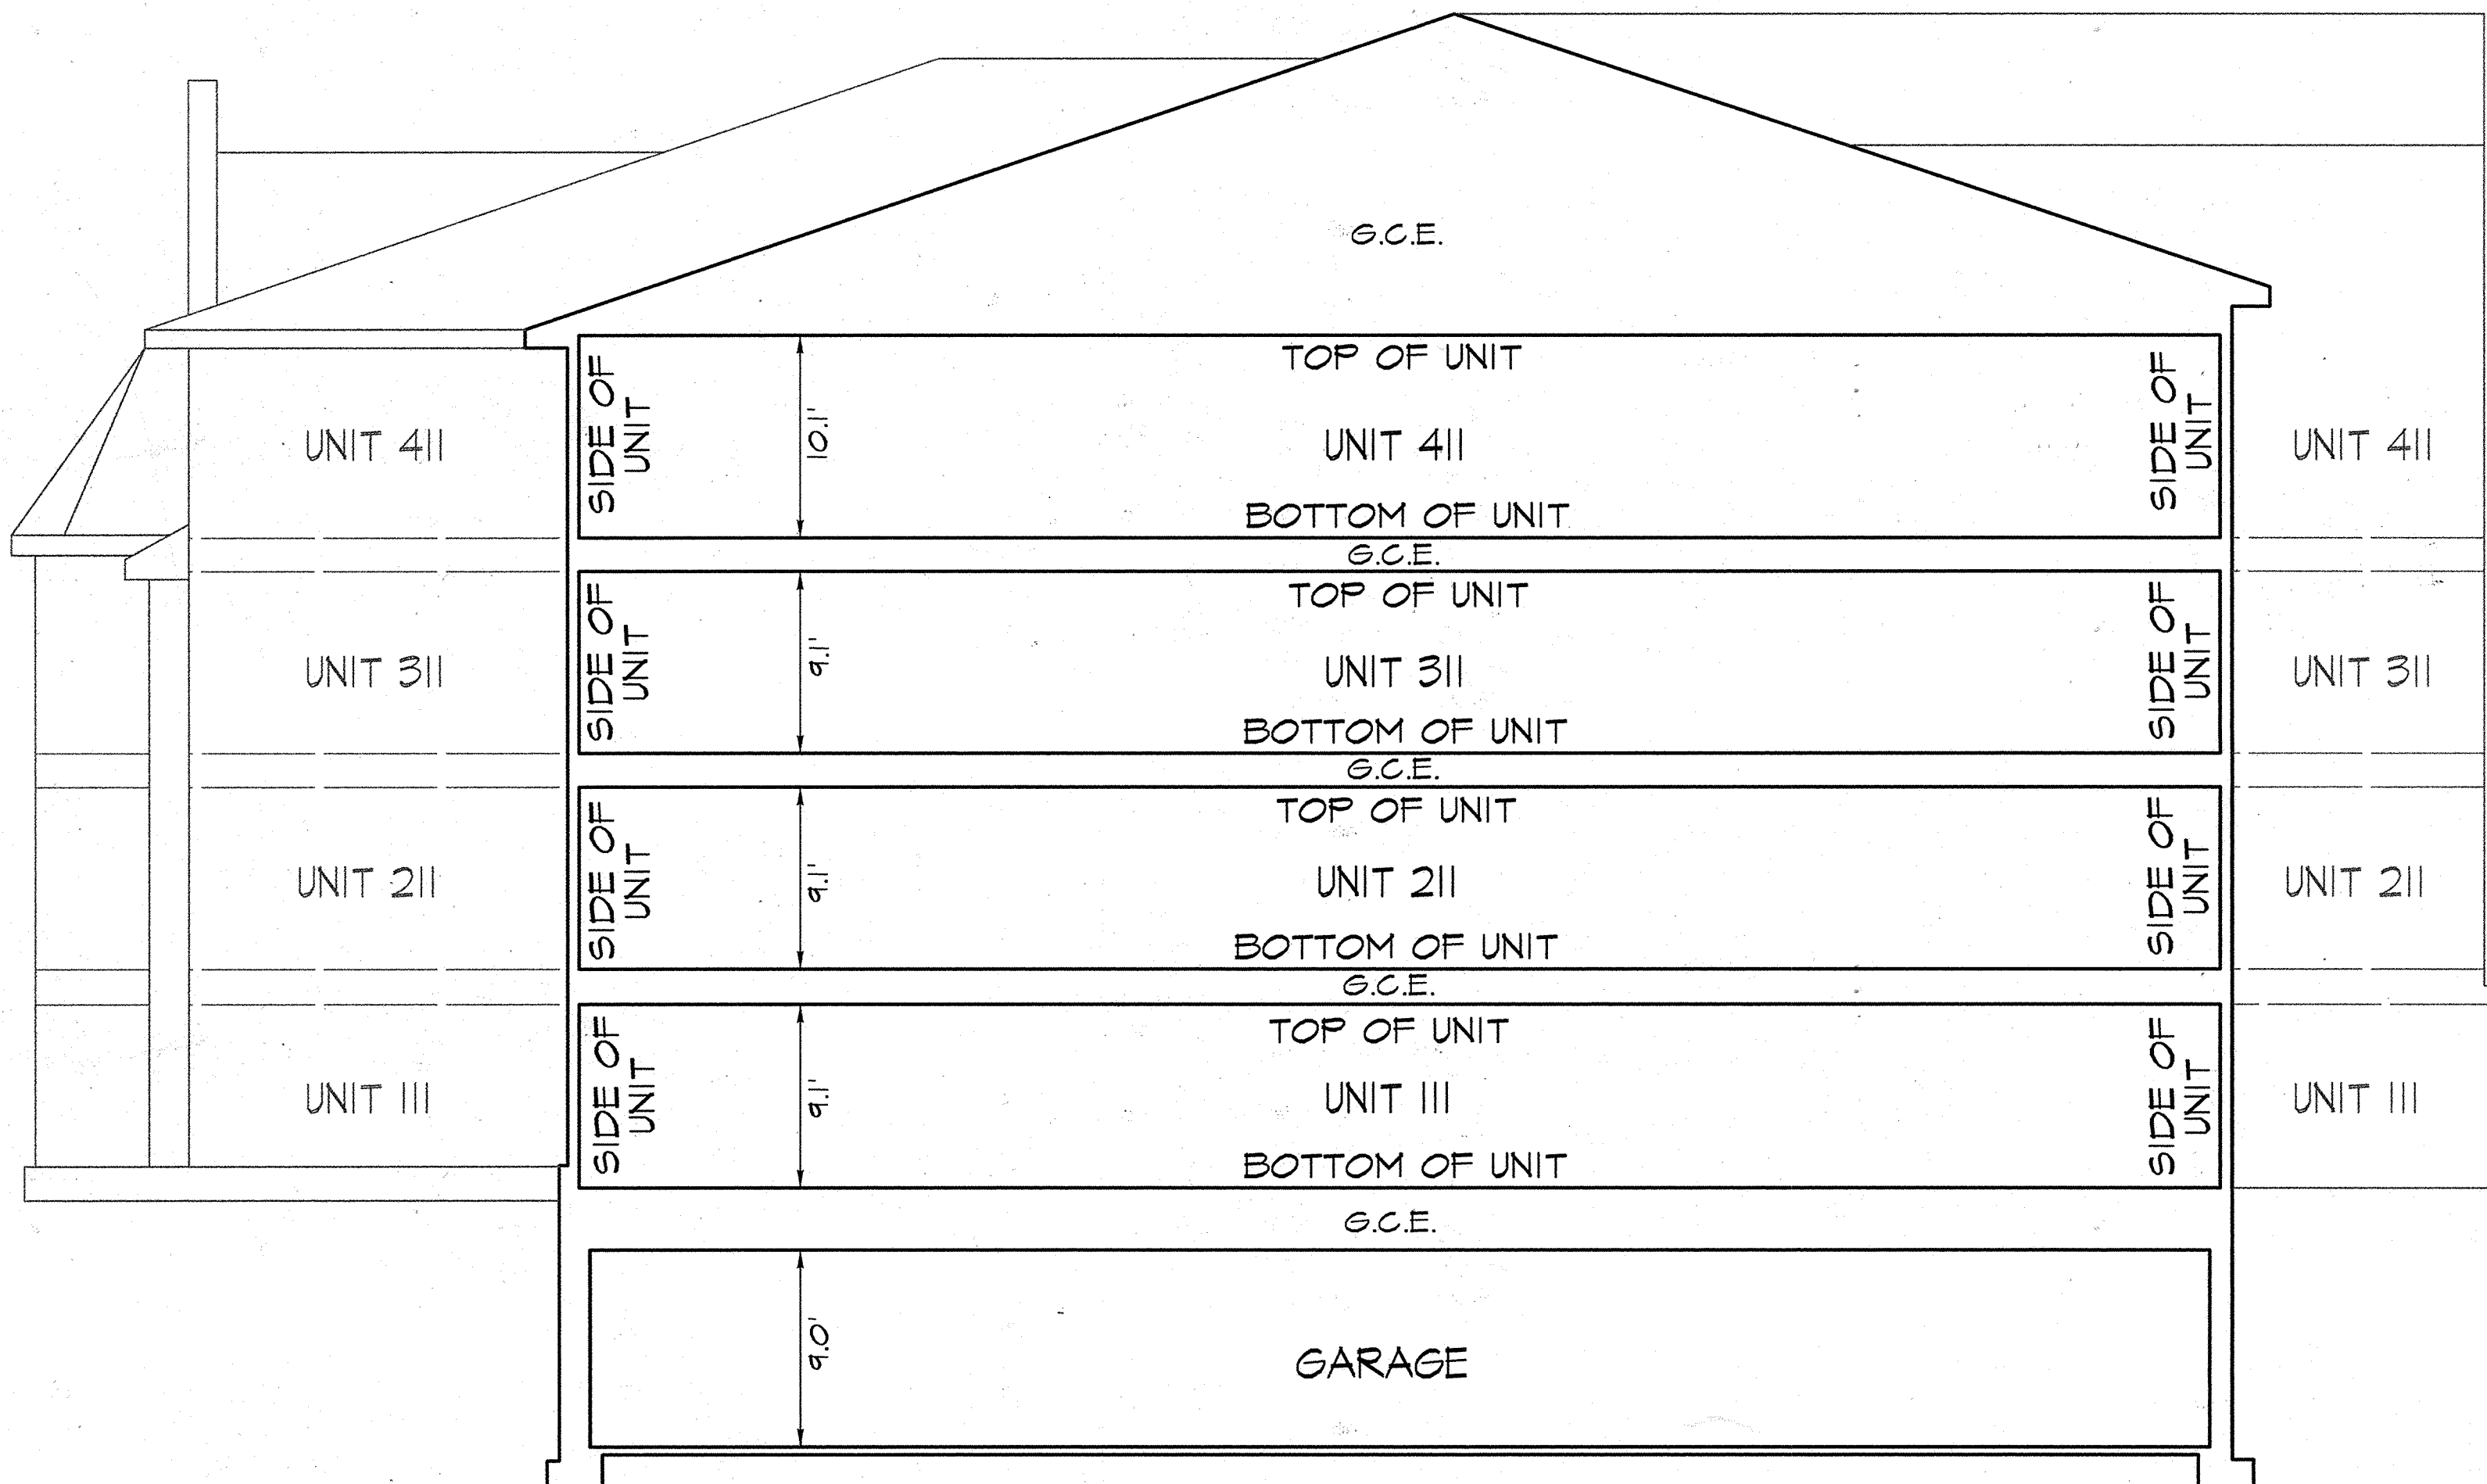 G.C.E.
TOP OF UNIT
SIDE OF
UNIT
10.1'
UNIT 411
UNIT 411
SIDE OF
UNIT
UNIT 411
BOTTOM OF UNIT
G.C.E.
TOP OF UNIT
SIDE OF
UNIT
9.1'
UNIT 311
UNIT 311
SIDE OF
UNIT
UNIT 311
BOTTOM OF UNIT
G.C.E.
TOP OF UNIT
SIDE OF
UNIT
9.1'
UNIT 211
UNIT 211
SIDE OF
UNIT
UNIT 211
BOTTOM OF UNIT
G.C.E.
TOP OF UNIT
SIDE OF
UNIT
9.1'
UNIT 111
UNIT 111
SIDE OF
UNIT
UNIT 111
BOTTOM OF UNIT
G.C.E.
9.0'
GARAGE